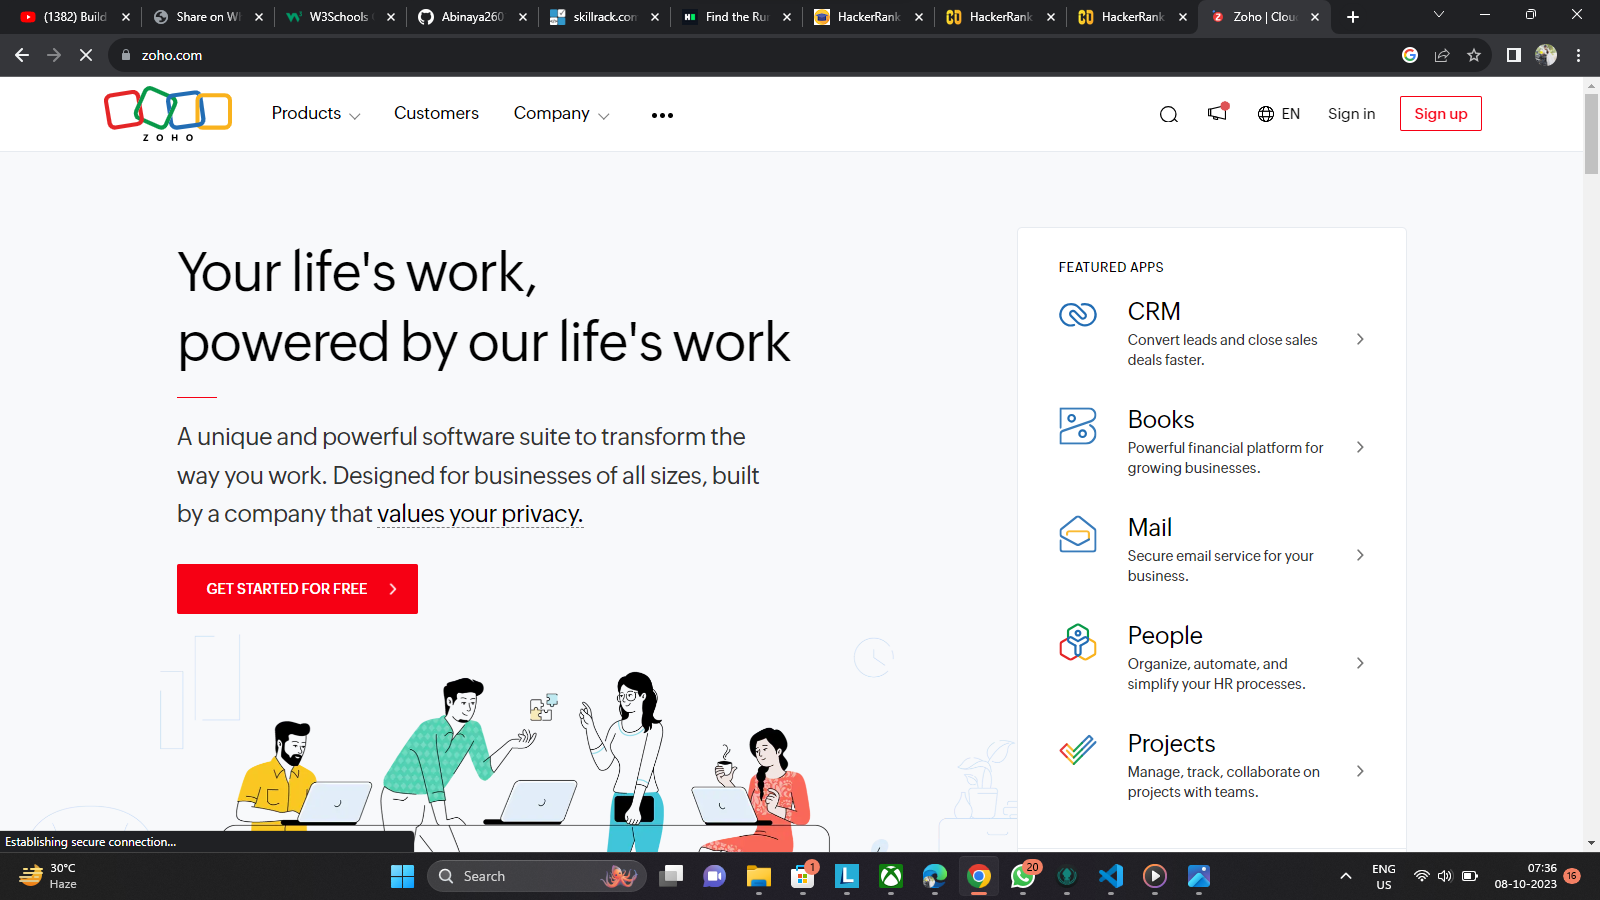 (1382) Build
Share on Wh
W3Schools
Abinaya260
skillrack.com
Find the Run
HackerRank
HackerRank
HackerRank
Zoho | Clou
zoho.com
ZOHO
Products
Customers
Company
EN
Sign in
Sign up
Your life's work,
powered by our life's work
A unique and powerful software suite to transform the
way you work. Designed for businesses of all sizes, built
by a company that values your privacy.
GET STARTED FOR FREE
FEATURED APPS
CRM
Convert leads and close sales
deals faster.
Books
Powerful financial platform for
growing businesses.
Mail
Secure email service for your
business.
People
Organize, automate, and
simplify your HR processes.
Projects
Manage, track, collaborate on
projects with teams.
Establishing secure connection...
30°C
Haze
Search
1
20
ENG
US
07:36
08-10-2023
16